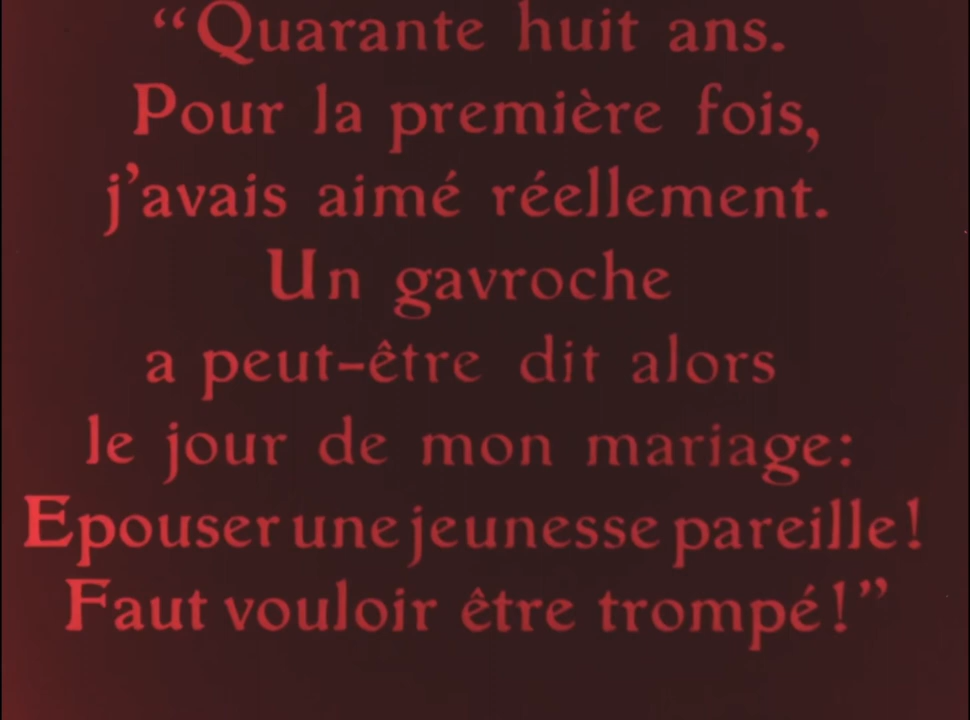 “Quarante huit ans.
Pour la première fois,
j’avais aimé réellement.
Un gavroche
a peut-être dit alors
le jour de mon mariage:
Epouser une jeunesse pareille!
Faut vouloir être trompé!”